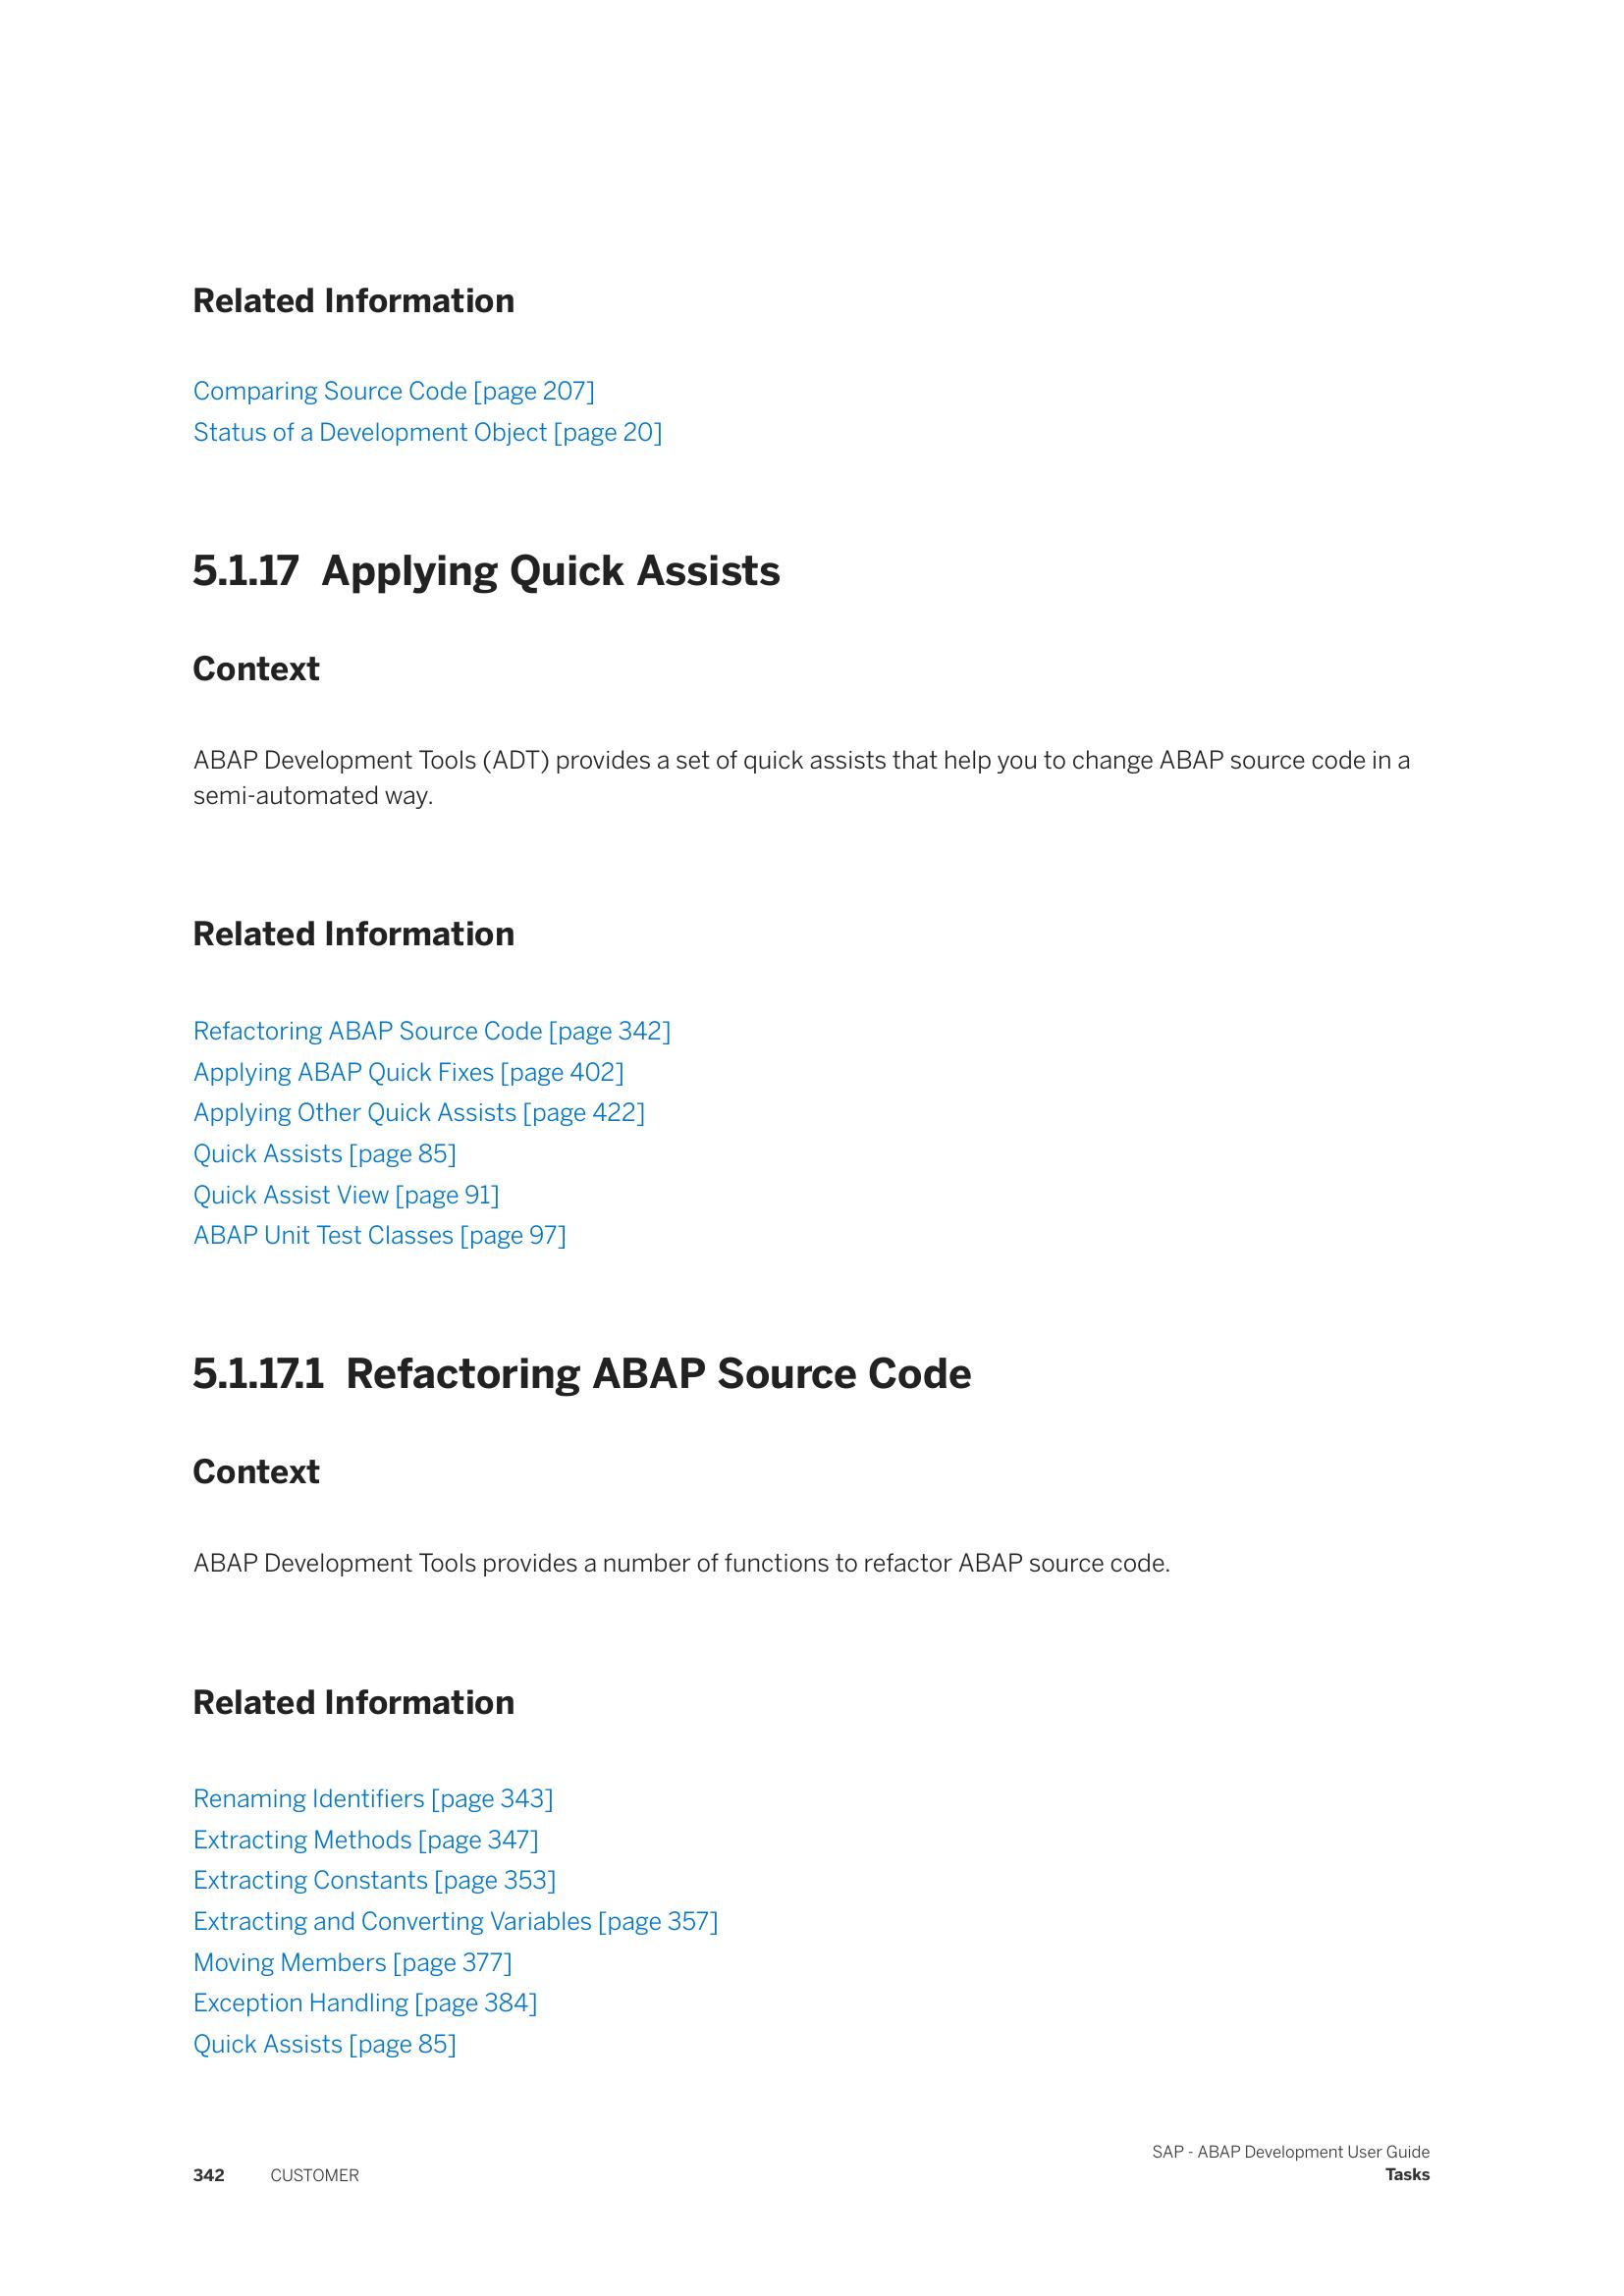 Related Information
Comparing Source Code [page 207]
Status of a Development Object [page 20]
5.1.17 Applying Quick Assists
Context
ABAP Development Tools (ADT) provides a set of quick assists that help you to change ABAP source code in a
semi-automated way.
Related Information
Refactoring ABAP Source Code [page 342]
Applying ABAP Quick Fixes [page 402]
Applying Other Quick Assists [page 422]
Quick Assists [page 85]
Quick Assist View [page 91]
ABAP Unit Test Classes [page 97]
5.1.17.1 Refactoring ABAP Source Code
Context
ABAP Development Tools provides a number of functions to refactor ABAP source code.
Related Information
Renaming Identifiers [page 343]
Extracting Methods [page 347]
Extracting Constants [page 353]
Extracting and Converting Variables [page 357]
Moving Members [page 377]
Exception Handling [page 384]
Quick Assists [page 85]
SAP - ABAP Development User Guide
342 CUSTOMER Tasks